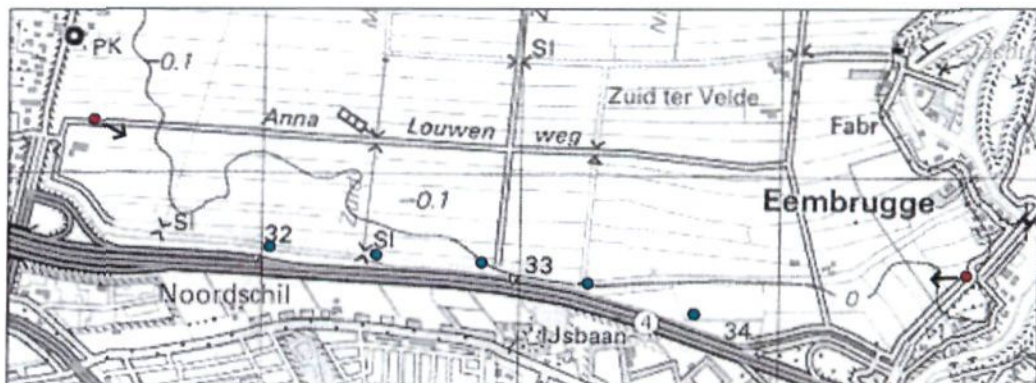 PK
-0.1
SI
Anna Louwen weg
Zuid ter Velde
Fabr
Eembrugge
-0.1
SI
32
SI
33
Noordschil
0
IJsbaan
4
34